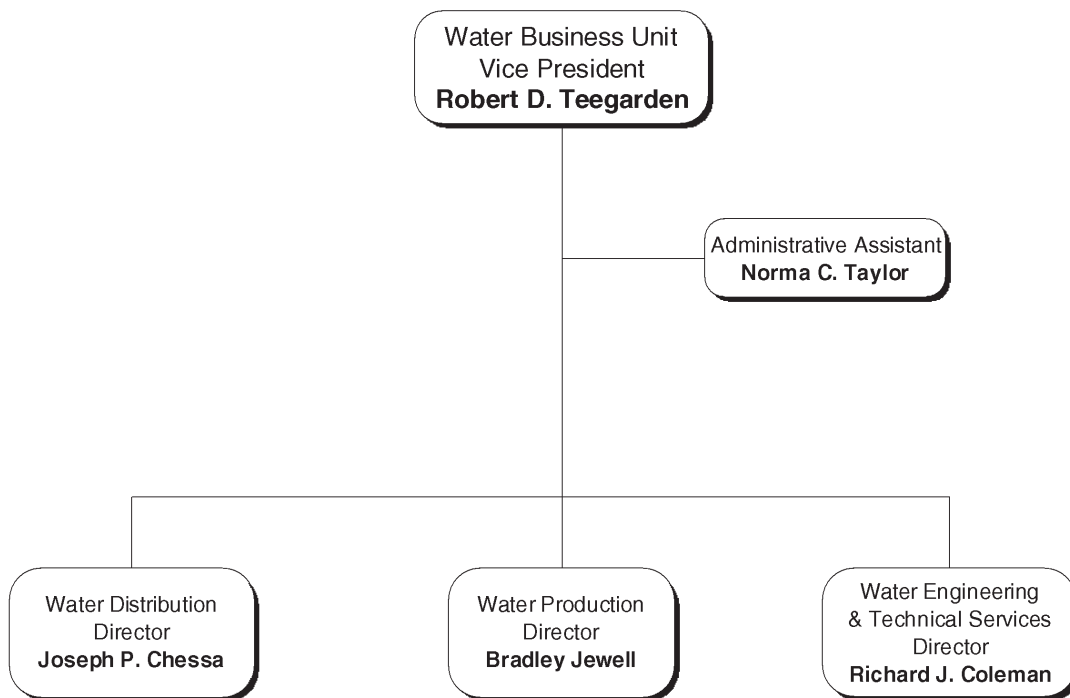 Water Business Unit
Vice President
Robert D. Teegarden
Administrative Assistant
Norma C. Taylor
Water Distribution
Director
Joseph P. Chessa
Water Production
Director
Bradley Jewell
Water Engineering
& Technical Services
Director
Richard J. Coleman